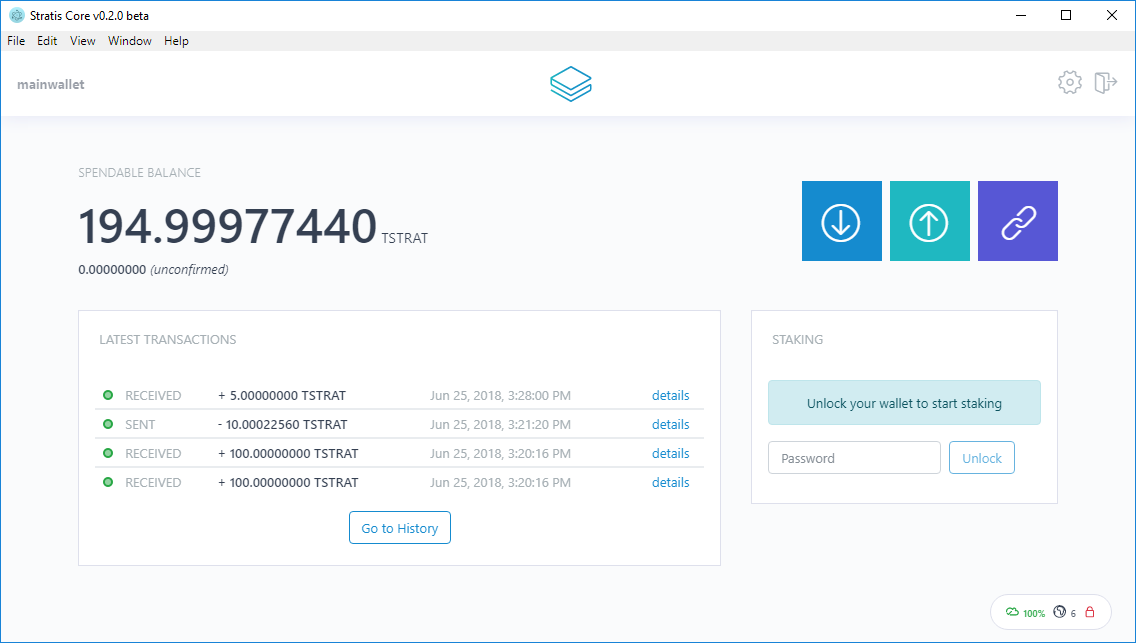 Stratis Core v0.2.0 beta
File Edit View Window Help
mainwallet
SPENDABLE BALANCE
194.99977440 TSTRAT
0.00000000 (unconfirmed)
LATEST TRANSACTIONS
RECEIVED + 5.00000000 TSTRAT Jun 25, 2018, 3:28:00 PM details
SENT - 10.00022560 TSTRAT Jun 25, 2018, 3:21:20 PM details
RECEIVED + 100.00000000 TSTRAT Jun 25, 2018, 3:20:16 PM details
RECEIVED + 100.00000000 TSTRAT Jun 25, 2018, 3:20:16 PM details
Go to History
STAKING
Unlock your wallet to start staking
Password Unlock
100% 6